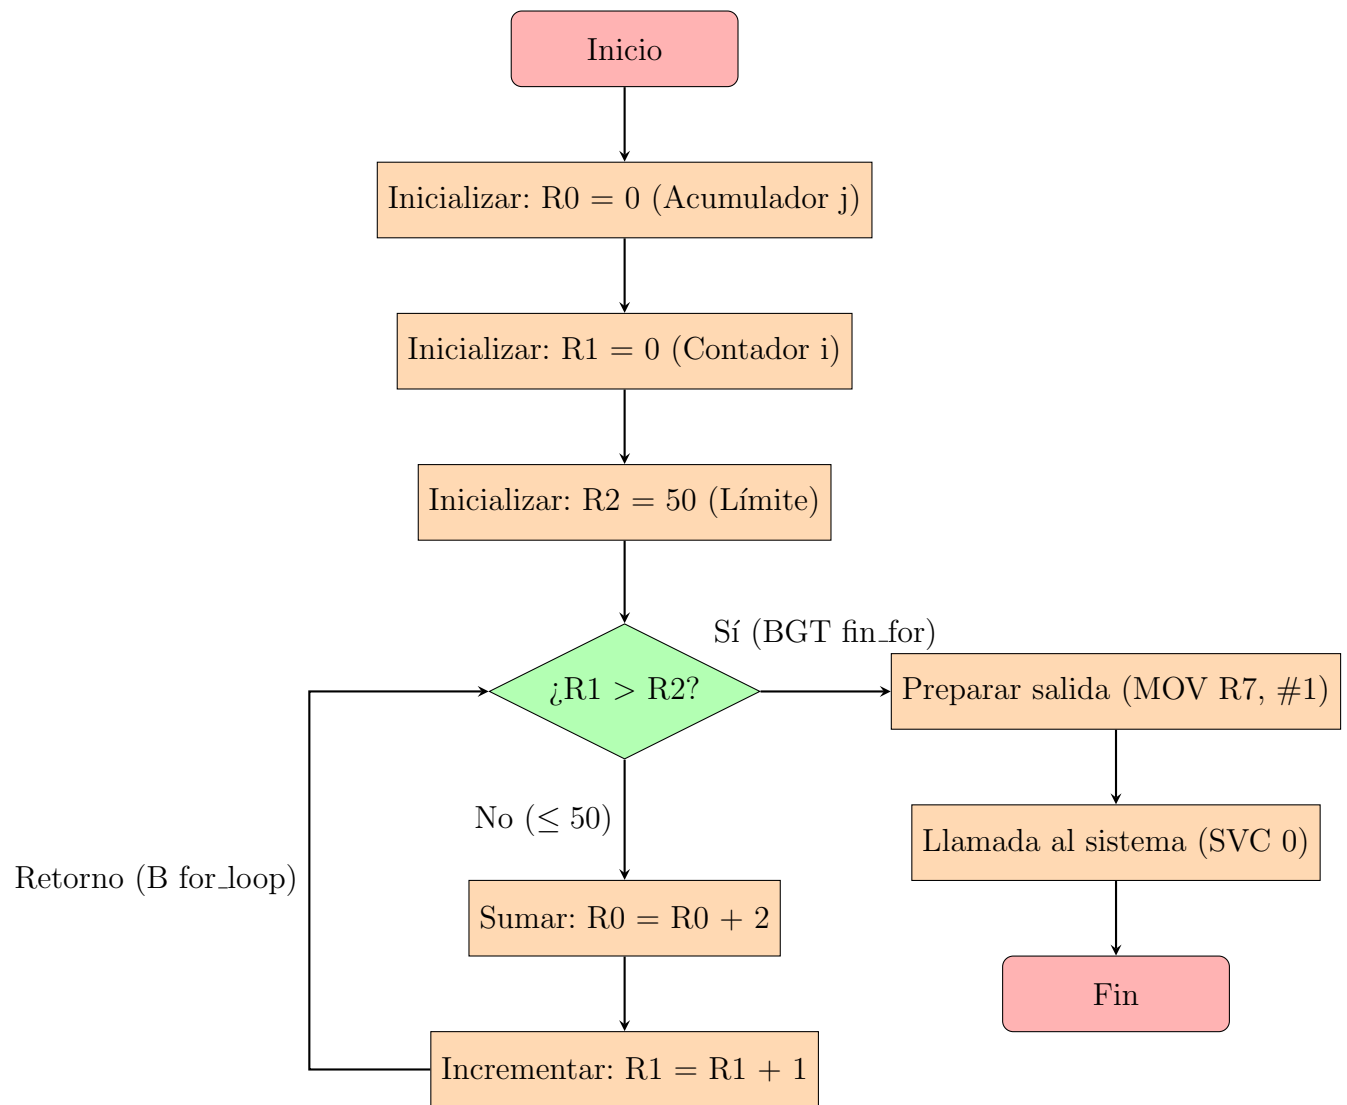 Inicio
Inicializar: R0 = 0 (Acumulador j)
Inicializar: R1 = 0 (Contador i)
Inicializar: R2 = 50 (Límite)
¿R1 > R2?
Sí (BGT fin_for)
Preparar salida (MOV R7, #1)
Llamada al sistema (SVC 0)
Fin
No (≤ 50)
Sumar: R0 = R0 + 2
Incrementar: R1 = R1 + 1
Retorno (B for_loop)